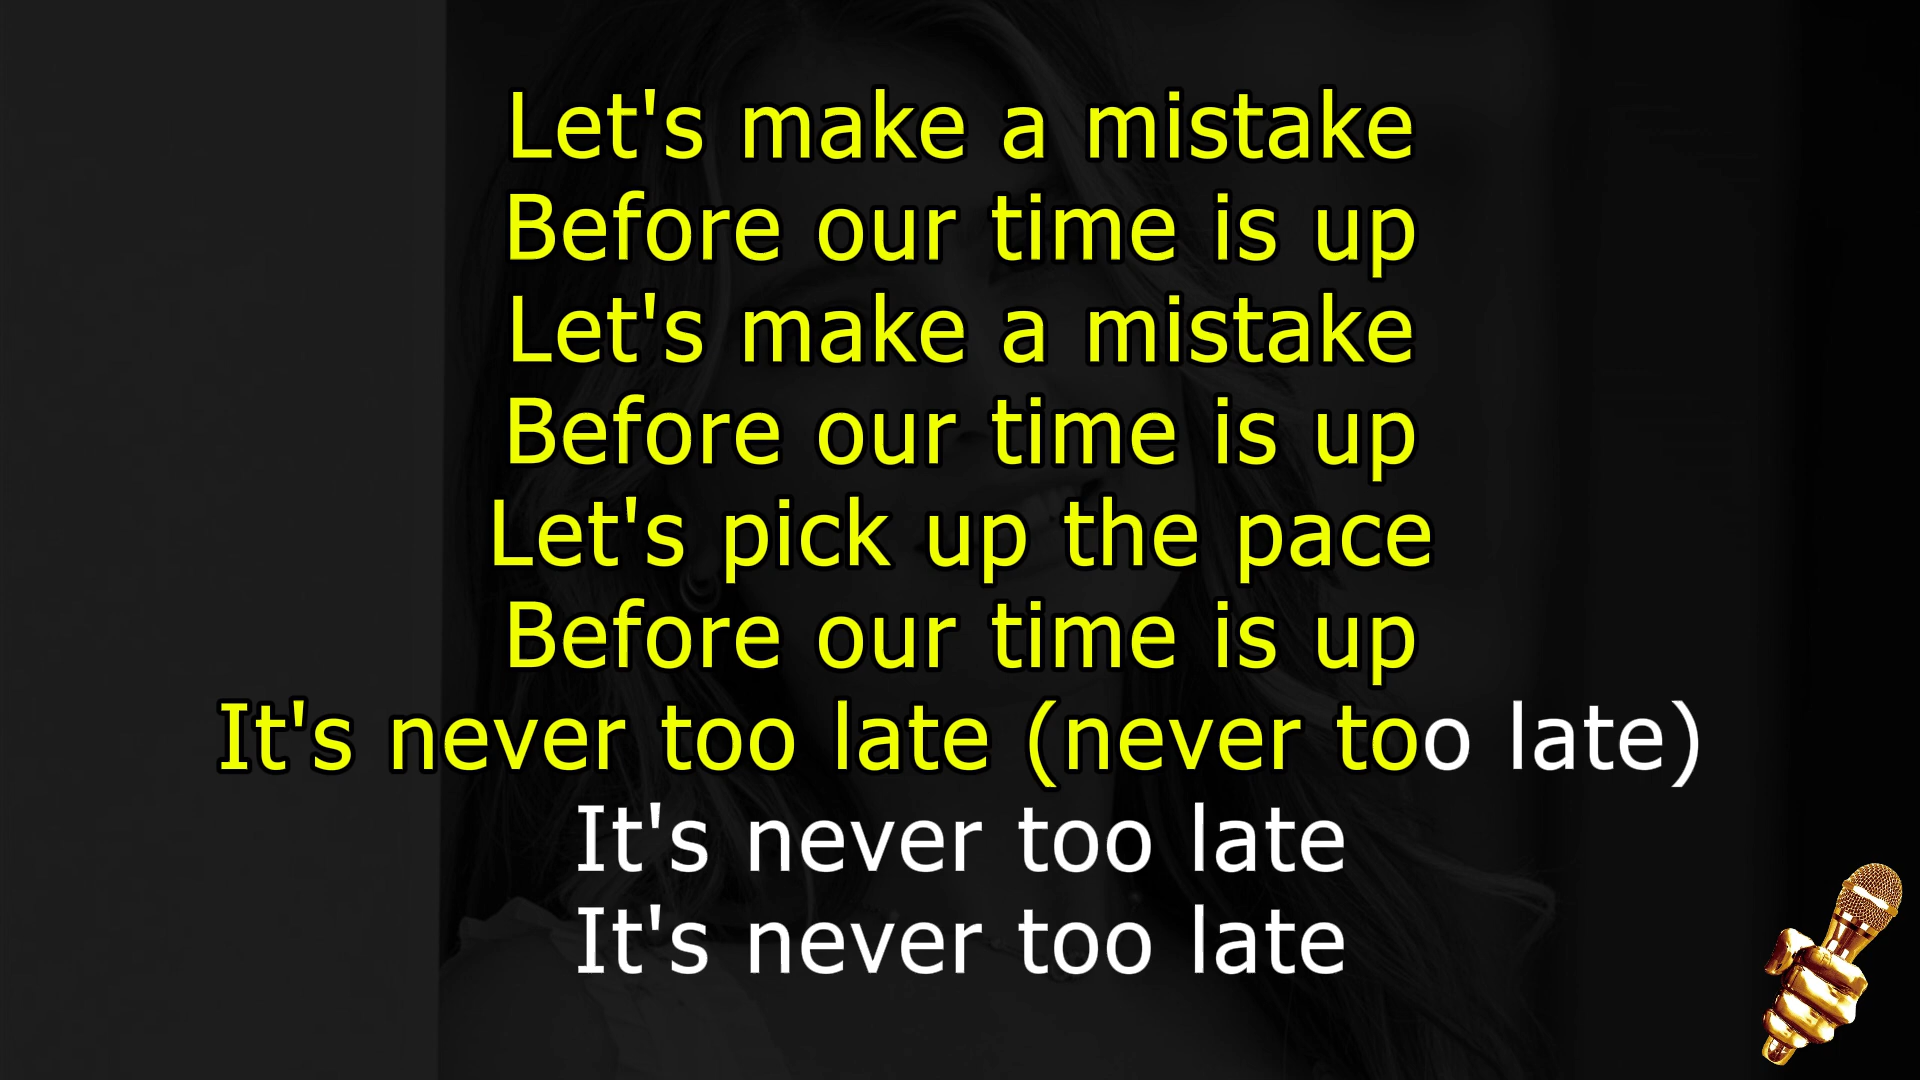 Let's make a mistake
Before our time is up
Let's make a mistake
Before our time is up
Let's pick up the pace
Before our time is up
It's never too late (never too late)
It's never too late
It's never too late